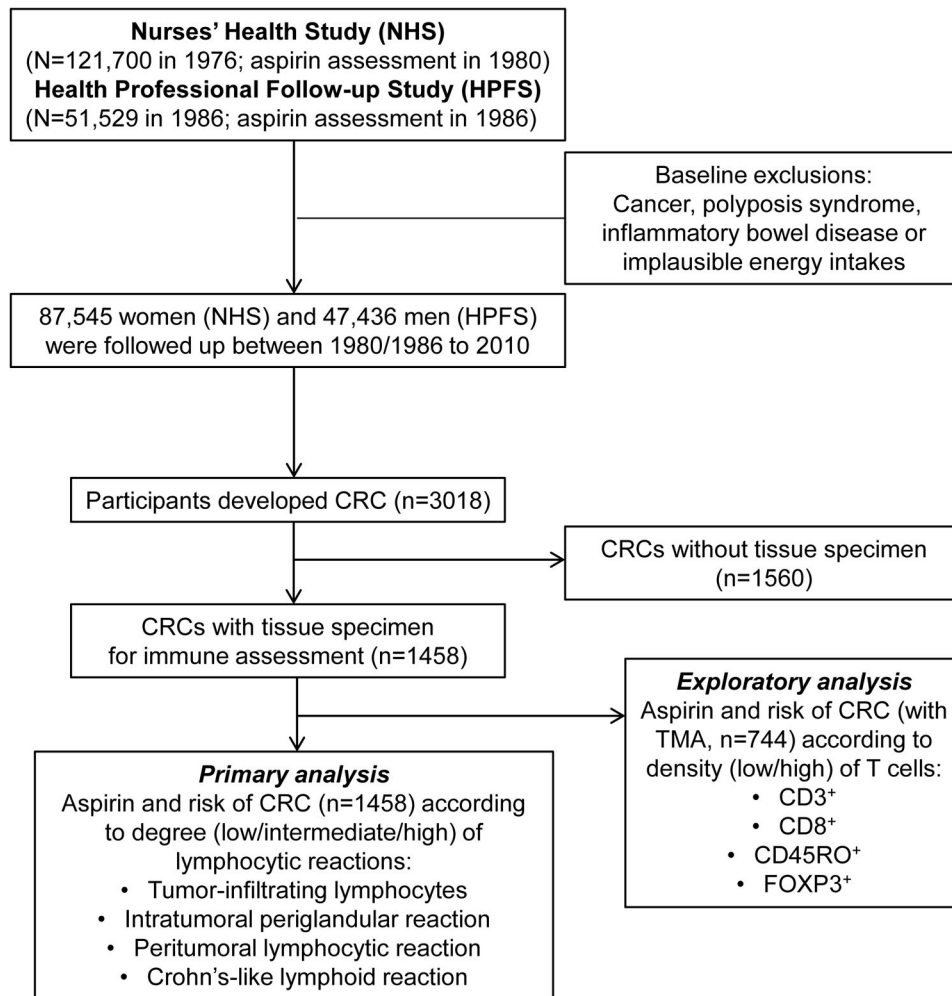 Nurses' Health Study (NHS)
(N=121,700 in 1976; aspirin assessment in 1980)
Health Professional Follow-up Study (HPFS)
(N=51,529 in 1986; aspirin assessment in 1986)
Baseline exclusions:
Cancer, polyposis syndrome,
inflammatory bowel disease or
implausible energy intakes
87,545 women (NHS) and 47,436 men (HPFS)
were followed up between 1980/1986 to 2010
Participants developed CRC (n=3018)
CRCs without tissue specimen
(n=1560)
CRCs with tissue specimen
for immune assessment (n=1458)
Exploratory analysis
Aspirin and risk of CRC (with
TMA, n=744) according to
density (low/high) of T cells:
• CD3⁺
• CD8⁺
• CD45RO⁺
• FOXP3⁺
Primary analysis
Aspirin and risk of CRC (n=1458) according
to degree (low/intermediate/high) of
lymphocytic reactions:
• Tumor-infiltrating lymphocytes
• Intratumoral periglandular reaction
• Peritumoral lymphocytic reaction
• Crohn's-like lymphoid reaction